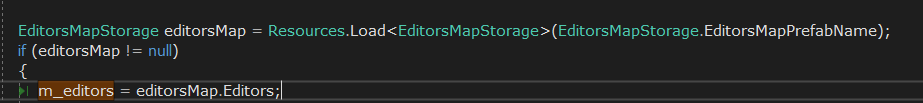 EditorsMapStorage editorsMap = Resources.Load<EditorsMapStorage>(EditorsMapStorage.EditorsMapPrefabName);
if (editorsMap != null)
{
m_editors = editorsMap.Editors;